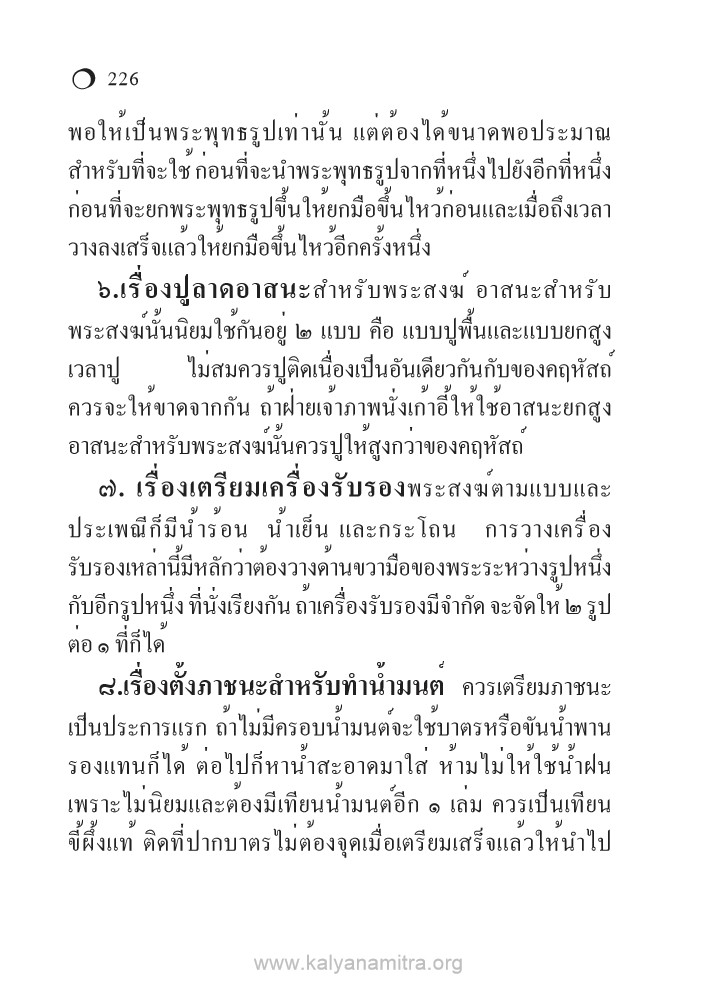 226
พอให้เป็นพระพุทธรูปเท่านั้น แต่ต้องได้ขนาดพอประมาณ
สำหรับที่จะใช้ ก่อนที่จะนำพระพุทธรูปจากที่หนึ่งไปยังอีกที่หนึ่ง
ก่อนที่จะยกพระพุทธรูปขึ้นให้ยกมือขึ้นไหว้ก่อนและเมื่อถึงเวลา
วางลงเสร็จแล้วให้ยกมือขึ้นไหว้อีกครั้งหนึ่ง
๖.เรื่องปูลาดอาสนะสำหรับพระสงฆ์ อาสนะสำหรับ
พระสงฆ์นั้นนิยมใช้กันอยู่ ๒ แบบ คือ แบบปูพื้นและแบบยกสูง
เวลาปู ไม่สมควรปูติดเนื่องเป็นอันเดียวกันกับของคฤหัสถ์
ควรจะให้ขาดจากกัน ถ้าฝ่ายเจ้าภาพนั่งเก้าอี้ให้ใช้อาสนะยกสูง
อาสนะสำหรับพระสงฆ์นั้นควรปูให้สูงกว่าของคฤหัสถ์
๗. เรื่องเตรียมเครื่องรับรองพระสงฆ์ตามแบบและ
ประเพณีก็มีน้ำร้อน น้ำเย็น และกระโถน การวางเครื่อง
รับรองเหล่านี้มีหลักว่าต้องวางด้านขวามือของพระระหว่างรูปหนึ่ง
กับอีกรูปหนึ่ง ที่นั่งเรียงกัน ถ้าเครื่องรับรองมีจำกัด จะจัดให้ ๒ รูป
ต่อ ๑ ที่ก็ได้
๘.เรื่องตั้งภาชนะสำหรับทำน้ำมนต์ ควรเตรียมภาชนะ
เป็นประการแรก ถ้าไม่มีครอบน้ำมนต์จะใช้บาตรหรือขันน้ำพาน
รองแทนก็ได้ ต่อไปก็หาน้ำสะอาดมาใส่ ห้ามไม่ให้ใช้น้ำฝน
เพราะไม่นิยมและต้องมีเทียนน้ำมนต์อีก ๑ เล่ม ควรเป็นเทียน
ขี้ผึ้งแท้ ติดที่ปากบาตรไม่ต้องจุดเมื่อเตรียมเสร็จแล้วให้นำไป
www.kalyanamitra.org